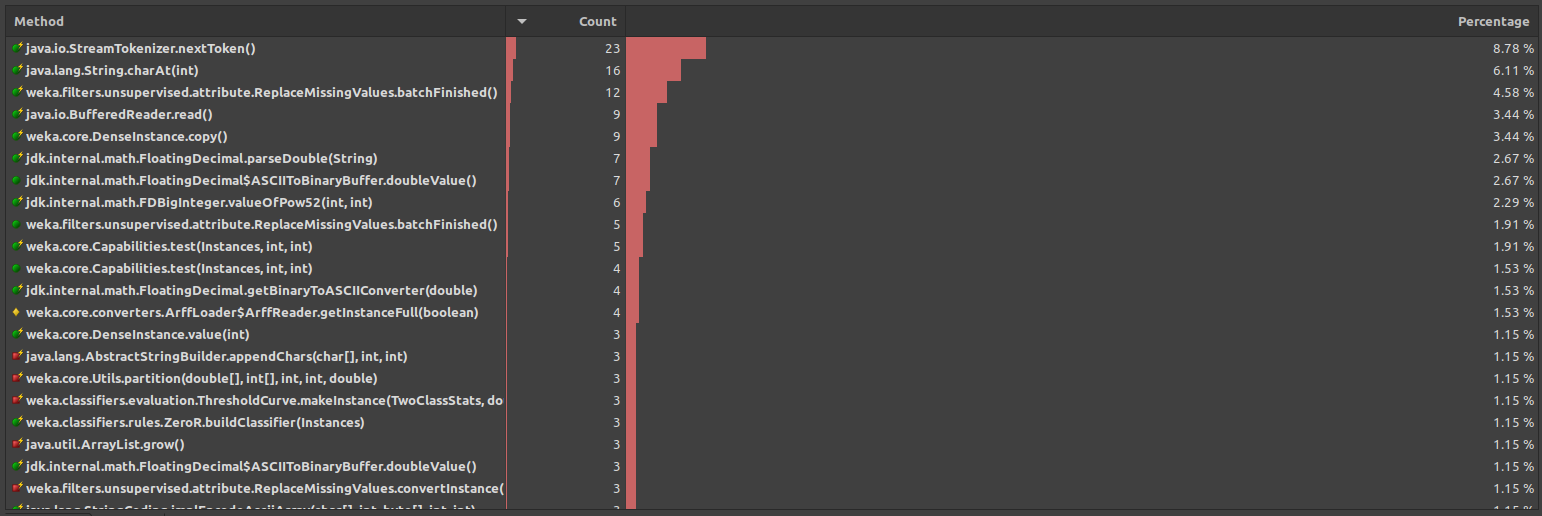 Method Count Percentage
java.io.StreamTokenizer.nextToken() 23 8.78 %
java.lang.String.charAt(int) 16 6.11 %
weka.filters.unsupervised.attribute.ReplaceMissingValues.batchFinished() 12 4.58 %
java.io.BufferedReader.read() 9 3.44 %
weka.core.DenseInstance.copy() 9 3.44 %
jdk.internal.math.FloatingDecimal.parseDouble(String) 7 2.67 %
jdk.internal.math.FloatingDecimal$ASCIIToBinaryBuffer.doubleValue() 7 2.67 %
jdk.internal.math.FDBigInteger.valueOfPow52(int, int) 6 2.29 %
weka.filters.unsupervised.attribute.ReplaceMissingValues.batchFinished() 5 1.91 %
weka.core.Capabilities.test(Instances, int, int) 5 1.91 %
weka.core.Capabilities.test(Instances, int, int) 4 1.53 %
jdk.internal.math.FloatingDecimal.getBinaryToASCIIConverter(double) 4 1.53 %
weka.core.converters.ArffLoader$ArffReader.getInstanceFull(boolean) 4 1.53 %
weka.core.DenseInstance.value(int) 3 1.15 %
java.lang.AbstractStringBuilder.appendChars(char[], int, int) 3 1.15 %
weka.core.Utils.partition(double[], int[], int, int, double) 3 1.15 %
weka.classifiers.evaluation.ThresholdCurve.makeInstance(TwoClassStats, do 3 1.15 %
weka.classifiers.rules.ZeroR.buildClassifier(Instances) 3 1.15 %
java.util.ArrayList.grow() 3 1.15 %
jdk.internal.math.FloatingDecimal$ASCIIToBinaryBuffer.doubleValue() 3 1.15 %
weka.filters.unsupervised.attribute.ReplaceMissingValues.convertInstance( 3 1.15 %
java.lang.StringCoding.implEncodeAsciiArray(char[], int, byte[], int, int) 3 1.15 %